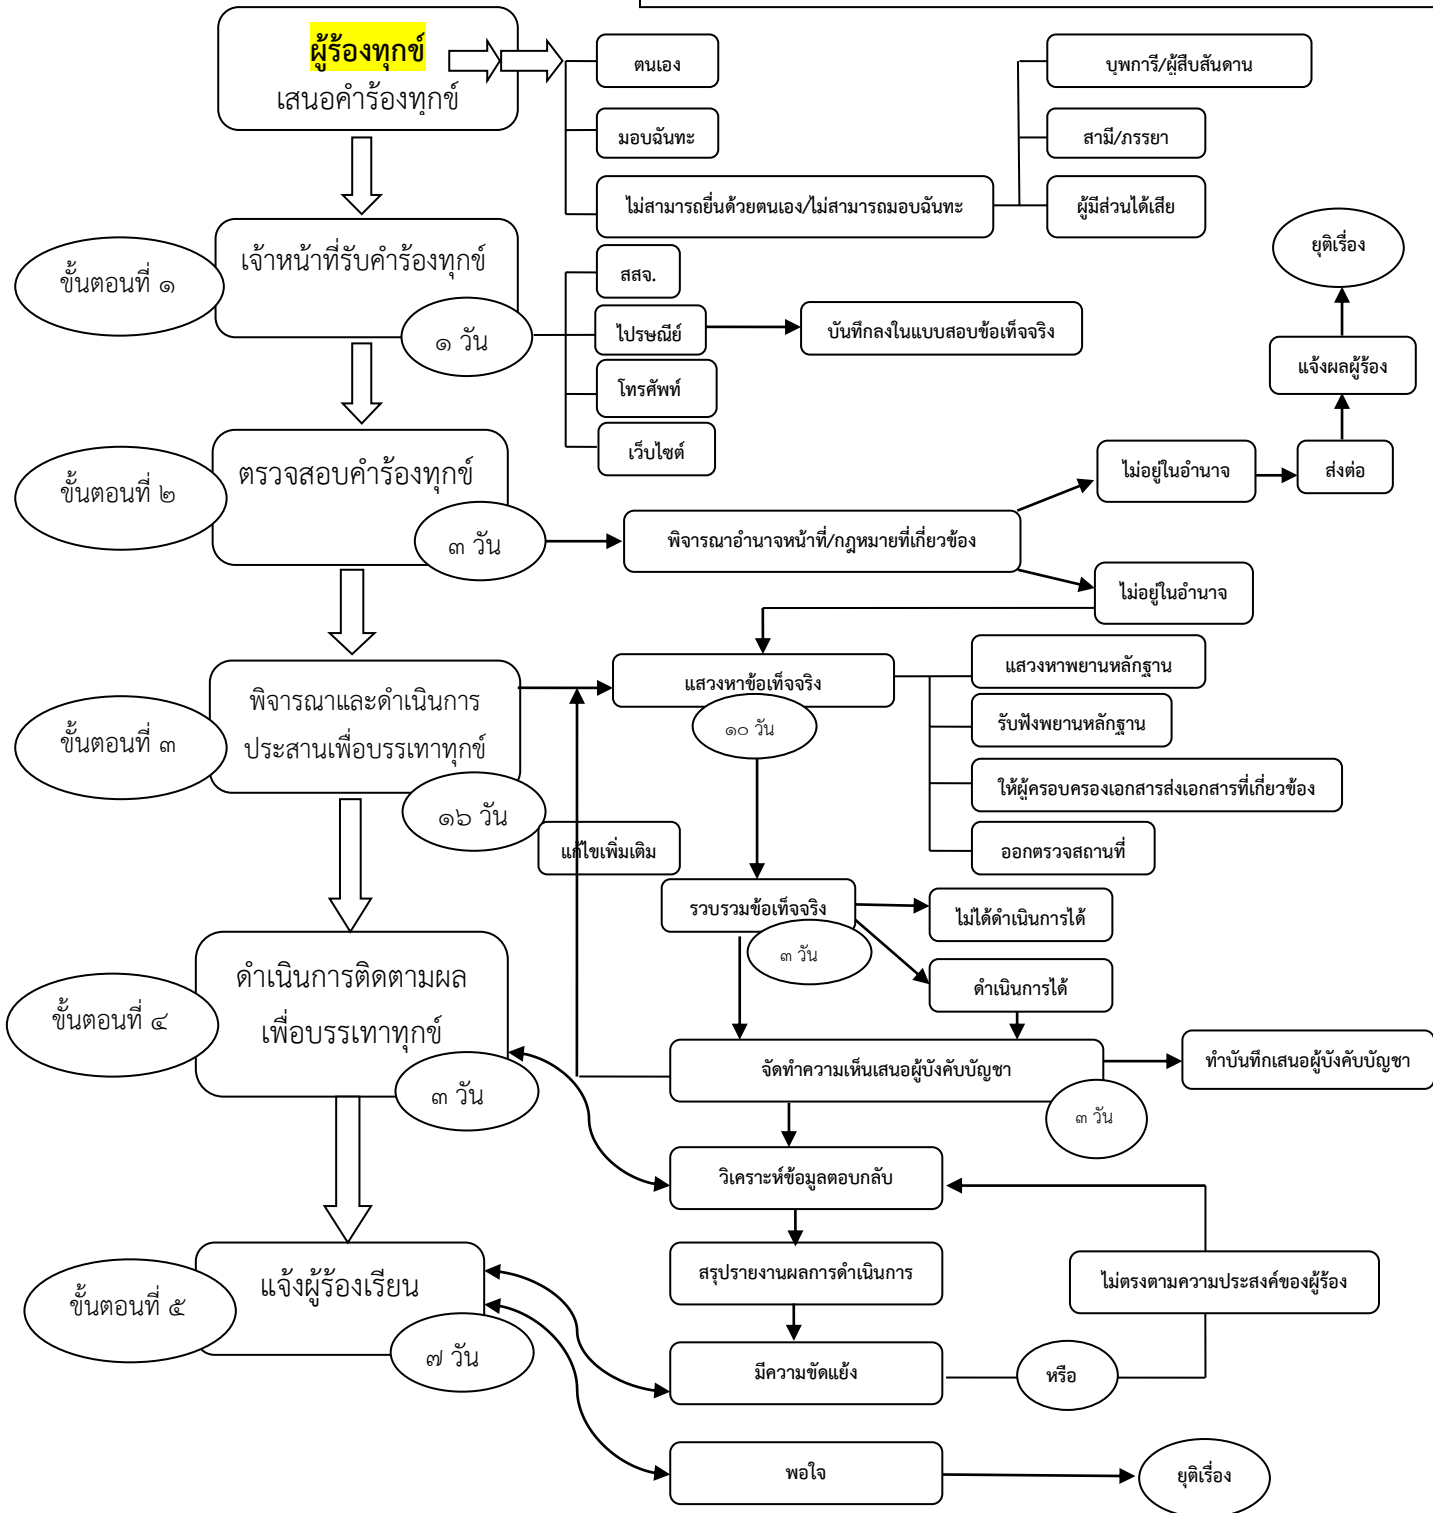 ผู้ร้องทุกข์
เสนอคำร้องทุกข์
ตนเอง
มอบฉันทะ
ไม่สามารถยื่นด้วยตนเอง/ไม่สามารถมอบฉันทะ
บุพการี/ผู้สืบสันดาน
สามี/ภรรยา
ผู้มีส่วนได้เสีย
ขั้นตอนที่ ๑
เจ้าหน้าที่รับคำร้องทุกข์
๑ วัน
สสจ.
ไปรษณีย์
โทรศัพท์
เว็บไซต์
บันทึกลงในแบบสอบข้อเท็จจริง
ยุติเรื่อง
แจ้งผลผู้ร้อง
ส่งต่อ
ไม่อยู่ในอำนาจ
ขั้นตอนที่ ๒
ตรวจสอบคำร้องทุกข์
๓ วัน
พิจารณาอำนาจหน้าที่/กฎหมายที่เกี่ยวข้อง
ไม่อยู่ในอำนาจ
ขั้นตอนที่ ๓
พิจารณาและดำเนินการ
ประสานเพื่อบรรเทาทุกข์
๑๖ วัน
แสวงหาข้อเท็จจริง
๑๐ วัน
แสวงหาพยานหลักฐาน
รับฟังพยานหลักฐาน
ให้ผู้ครอบครองเอกสารส่งเอกสารที่เกี่ยวข้อง
ออกตรวจสถานที่
แก้ไขเพิ่มเติม
รวบรวมข้อเท็จจริง
๓ วัน
ไม่ได้ดำเนินการได้
ดำเนินการได้
ขั้นตอนที่ ๔
ดำเนินการติดตามผล
เพื่อบรรเทาทุกข์
๓ วัน
จัดทำความเห็นเสนอผู้บังคับบัญชา
๓ วัน
ทำบันทึกเสนอผู้บังคับบัญชา
วิเคราะห์ข้อมูลตอบกลับ
สรุปรายงานผลการดำเนินการ
ไม่ตรงตามความประสงค์ของผู้ร้อง
ขั้นตอนที่ ๕
แจ้งผู้ร้องเรียน
๗ วัน
มีความขัดแย้ง
หรือ
พอใจ
ยุติเรื่อง